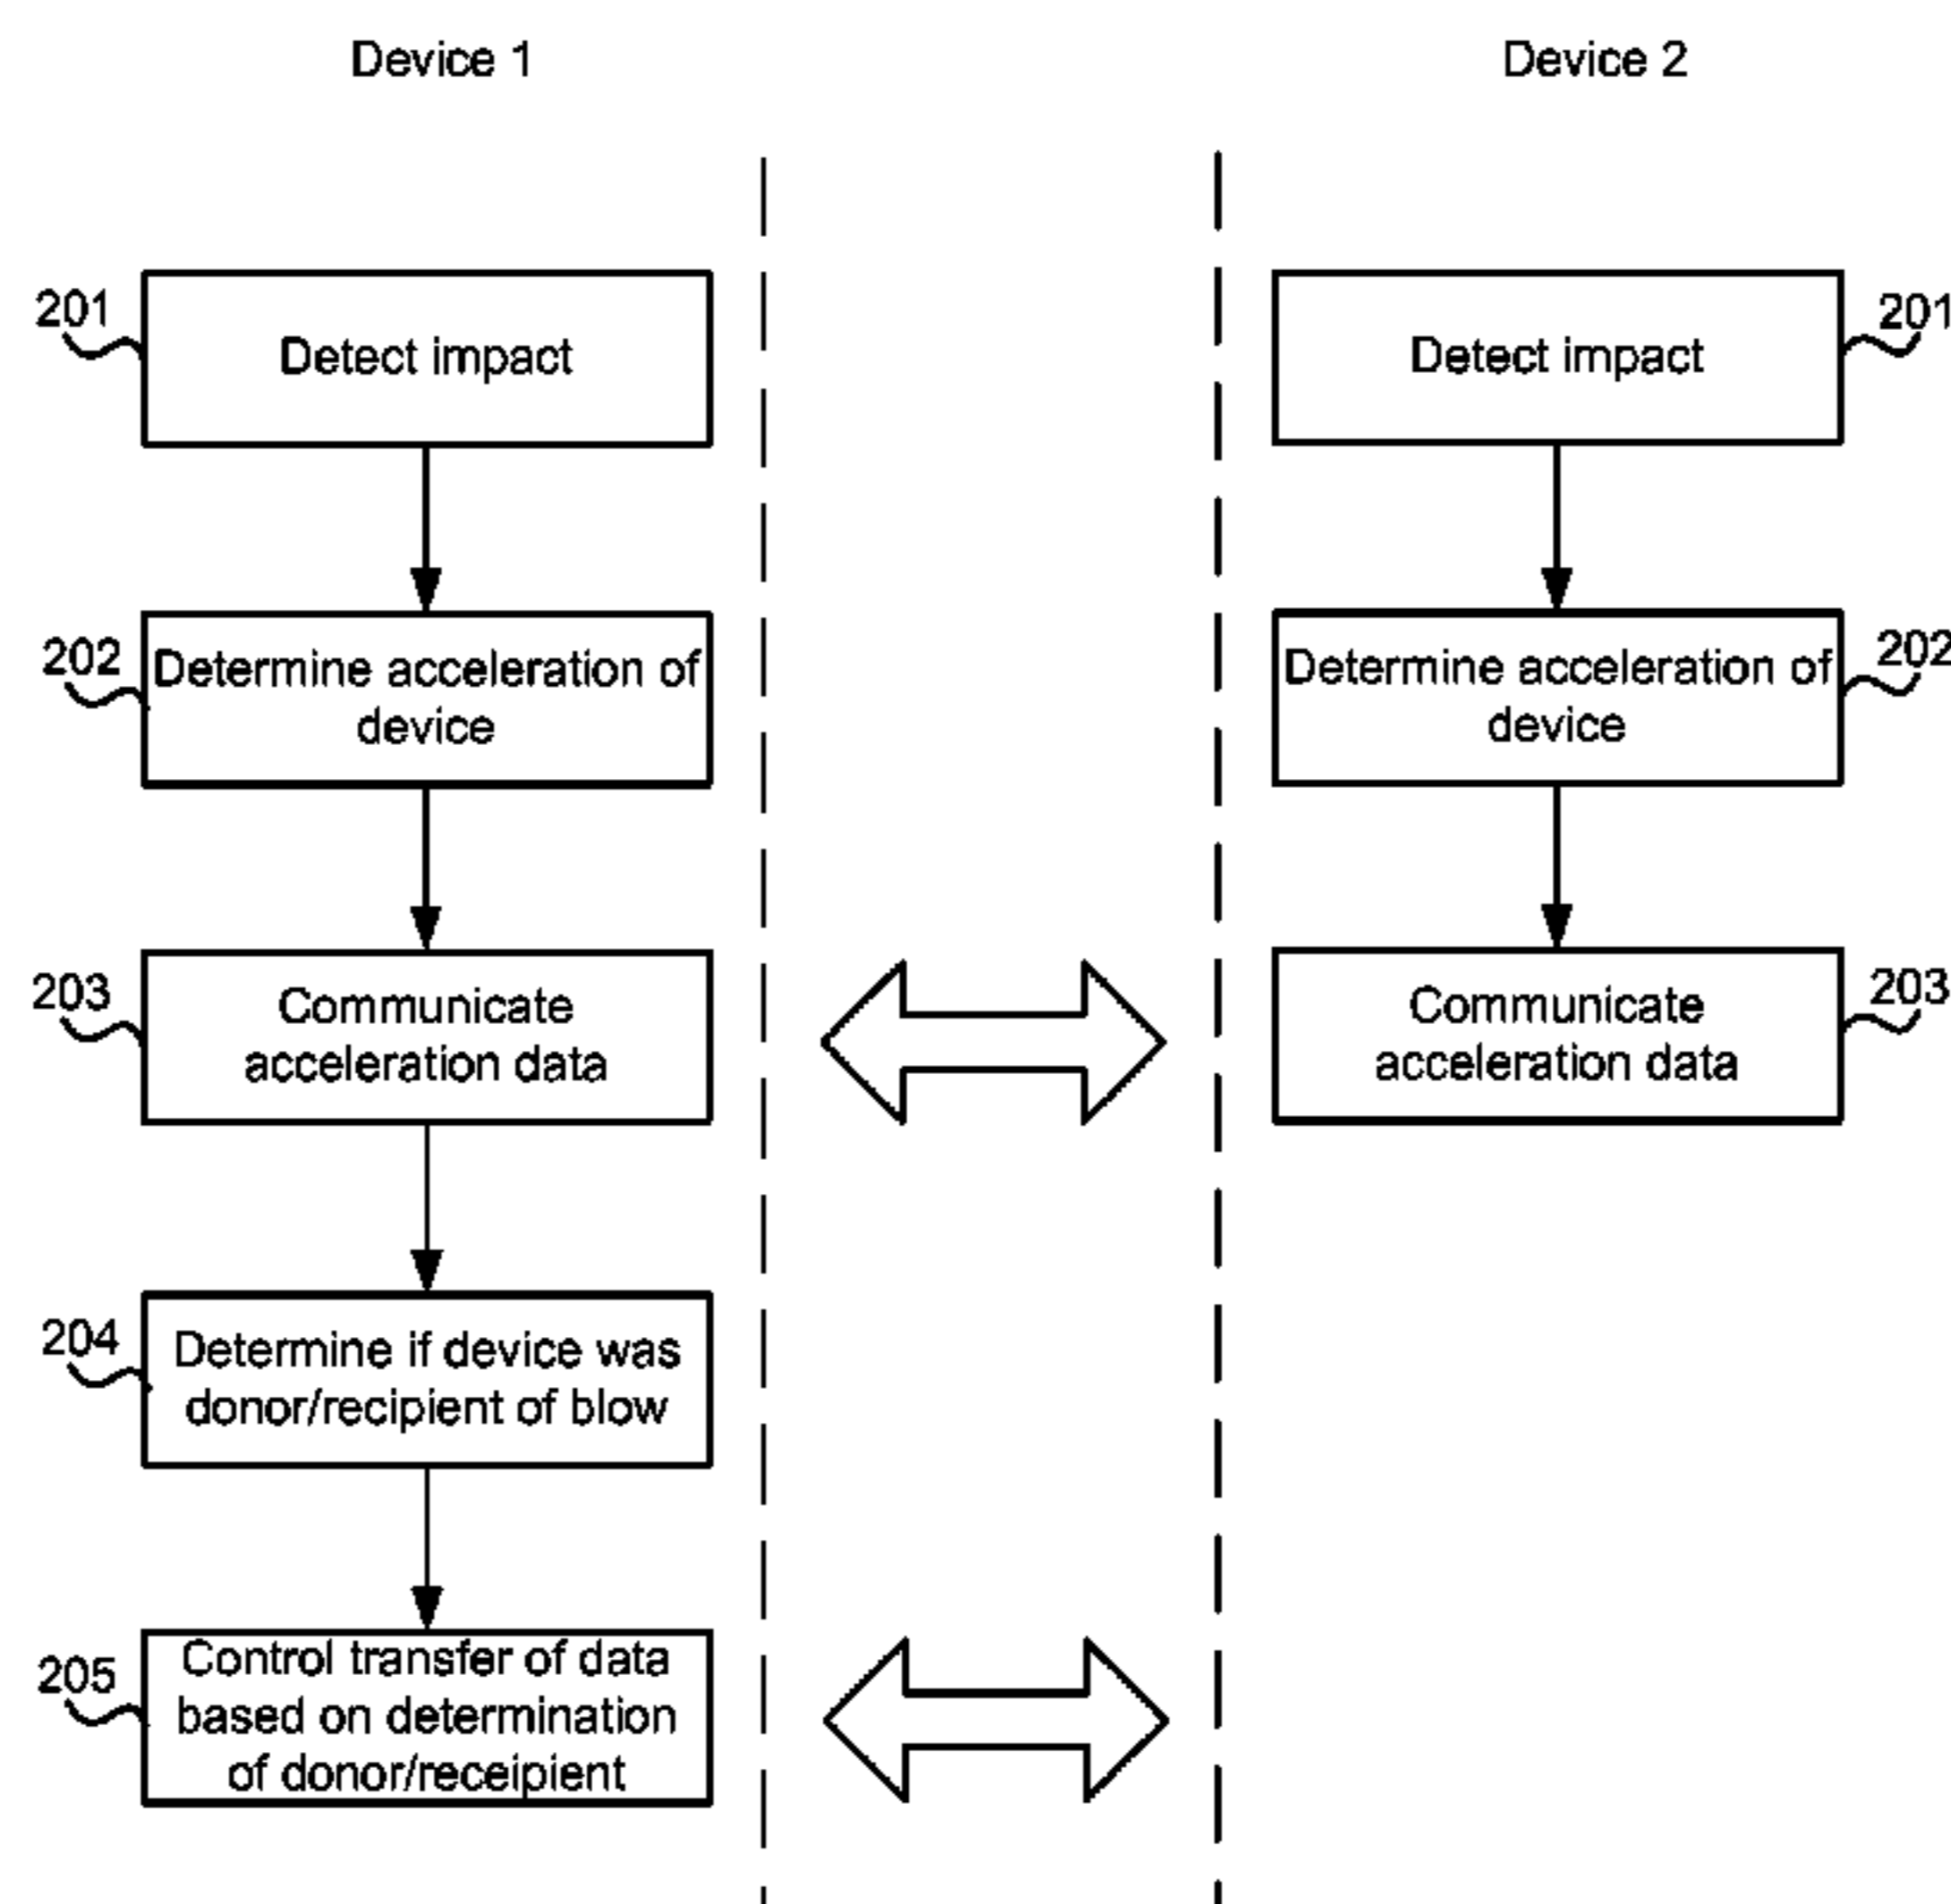 Device 1
Device 2
201
Detect impact
Detect impact
201
202
Determine acceleration of
device
Determine acceleration of
device
202
203
Communicate
acceleration data
Communicate
acceleration data
203
204
Determine if device was
donor/recipient of blow
205
Control transfer of data
based on determination
of donor/receipient